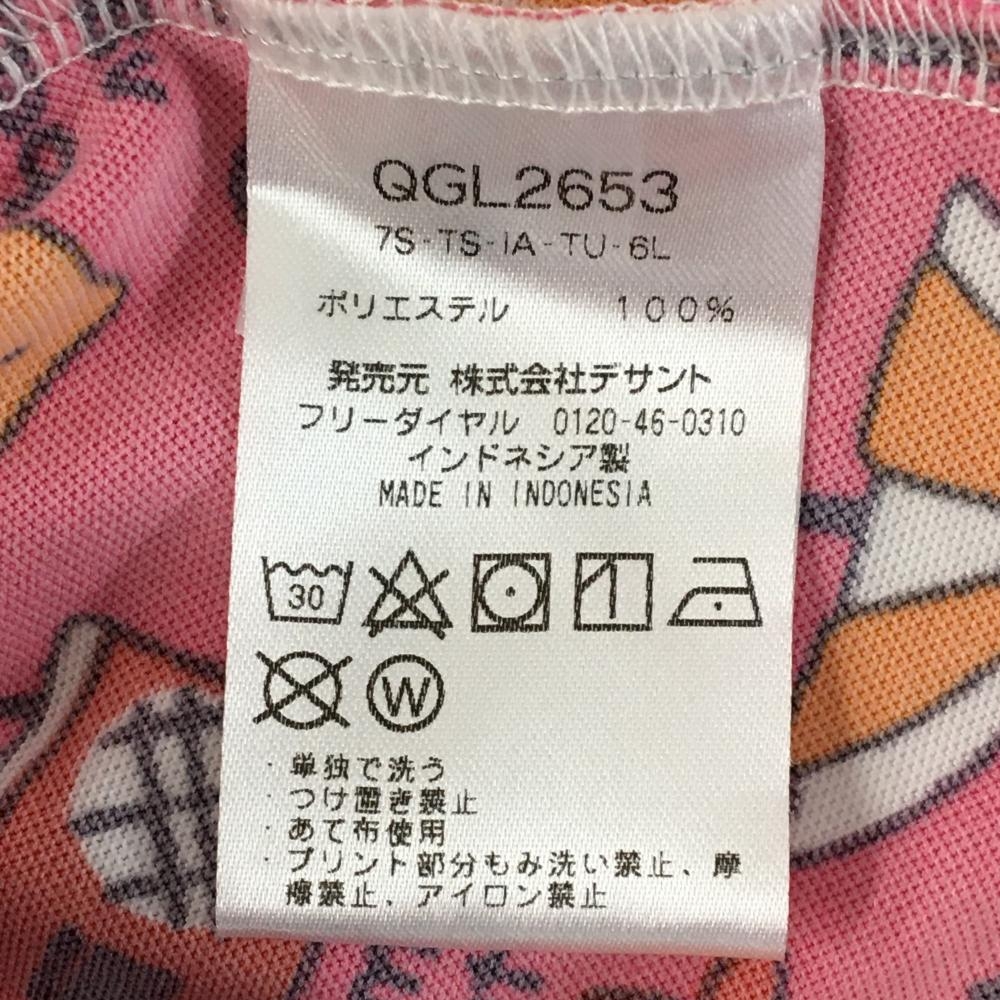 QGL2653
7S-TS-IA-TU-6L
ポリエステル 100%
発売元 株式会社デサント
フリーダイヤル 0120-46-0310
インドネシア製
MADE IN INDONESIA
30
W
・単独で洗う
・つけ置き禁止
・あて布使用
・プリント部分もみ洗い禁止、摩
擦禁止、アイロン禁止